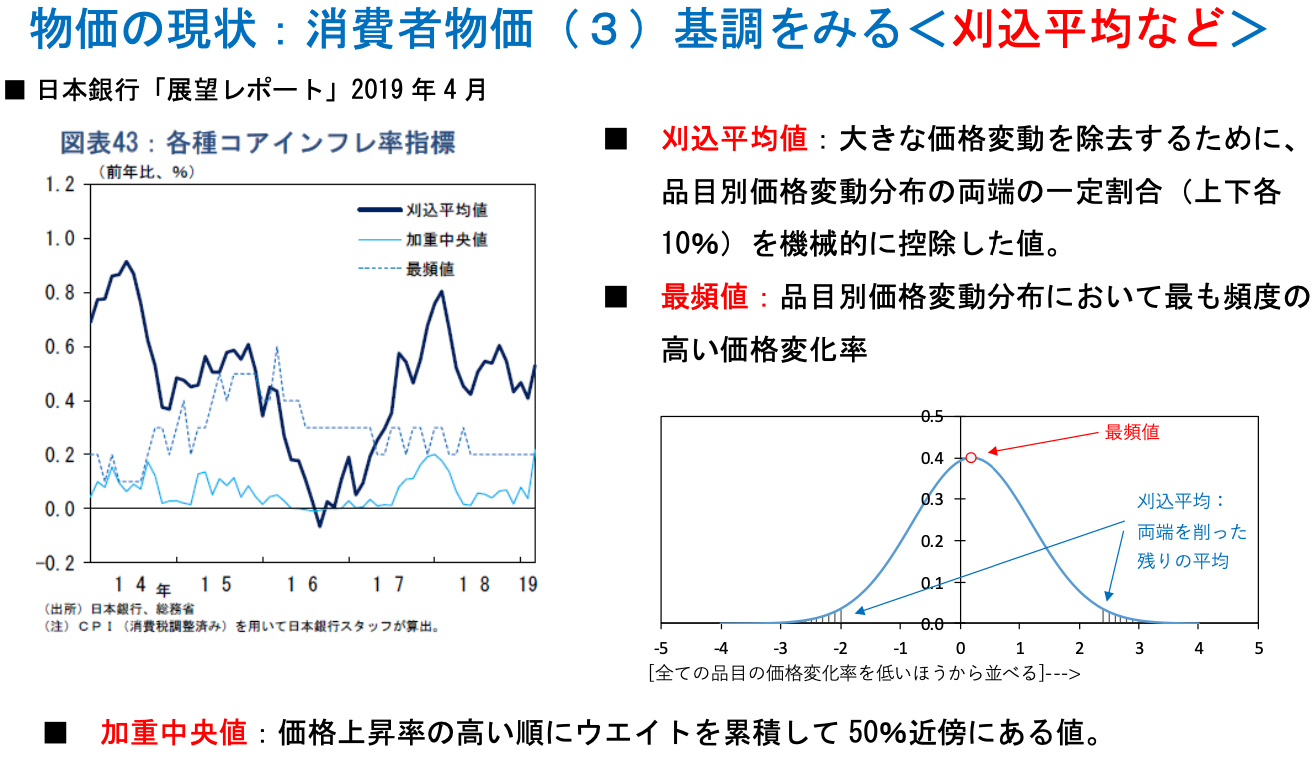 物価の現状：消費者物価（３）基調をみる＜刈込平均など＞
■ 日本銀行「展望レポート」2019 年 4 月
図表43：各種コアインフレ率指標
（前年比、％）
1.2
1.0
0.8
0.6
0.4
0.2
0.0
-0.2
刈込平均値
加重中央値
最頻値
１４年 １５ １６ １７ １８ 19
（出所）日本銀行、総務省
（注）ＣＰＩ（消費税調整済み）を用いて日本銀行スタッフが算出。
■ 刈込平均値：大きな価格変動を除去するために、
品目別価格変動分布の両端の一定割合（上下各
10％）を機械的に控除した値。
■ 最頻値：品目別価格変動分布において最も頻度の
高い価格変化率
0.5
0.4
0.3
0.2
0.1
0.0
最頻値
刈込平均：
両端を削った
残りの平均
-5 -4 -3 -2 -1 0 1 2 3 4 5
[全ての品目の価格変化率を低いほうから並べる]--->
■ 加重中央値：価格上昇率の高い順にウエイトを累積して 50％近傍にある値。